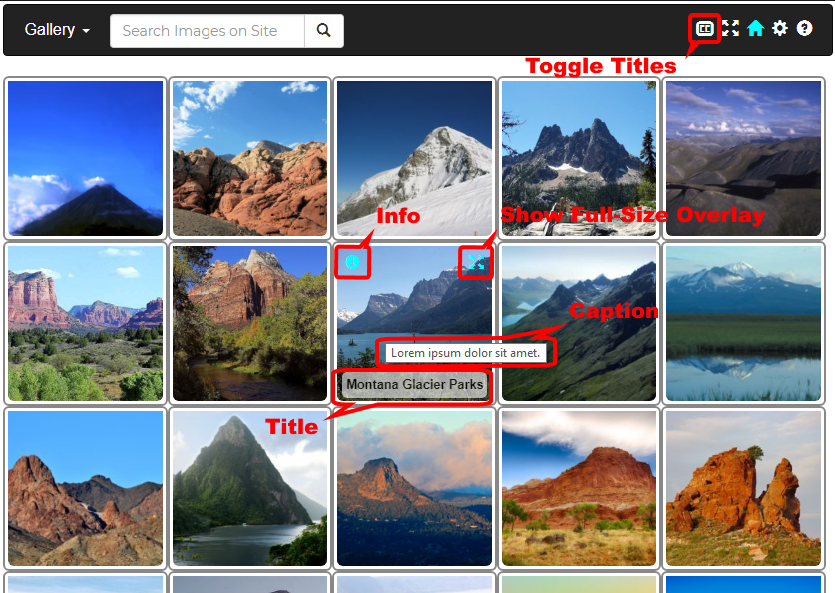 Gallery
Search Images on Site
CC
Toggle Titles
Info
Show Full-Size Overlay
Caption
Lorem ipsum dolor sit amet.
Montana Glacier Parks
Title